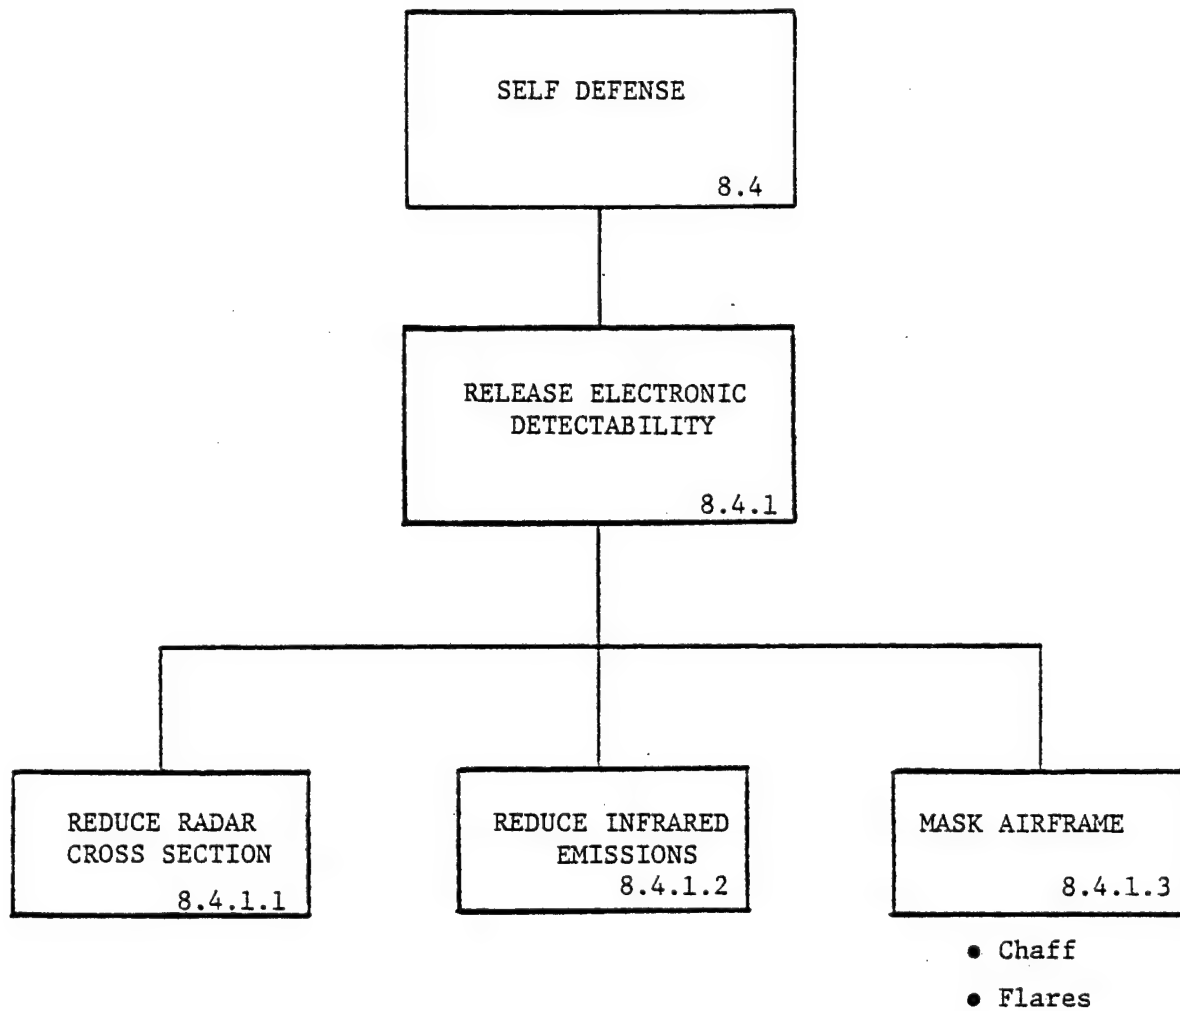 SELF DEFENSE
8.4
RELEASE ELECTRONIC
DETECTABILITY
8.4.1
REDUCE RADAR
CROSS SECTION
8.4.1.1
REDUCE INFRARED
EMISSIONS
8.4.1.2
MASK AIRFRAME
8.4.1.3
• Chaff
• Flares